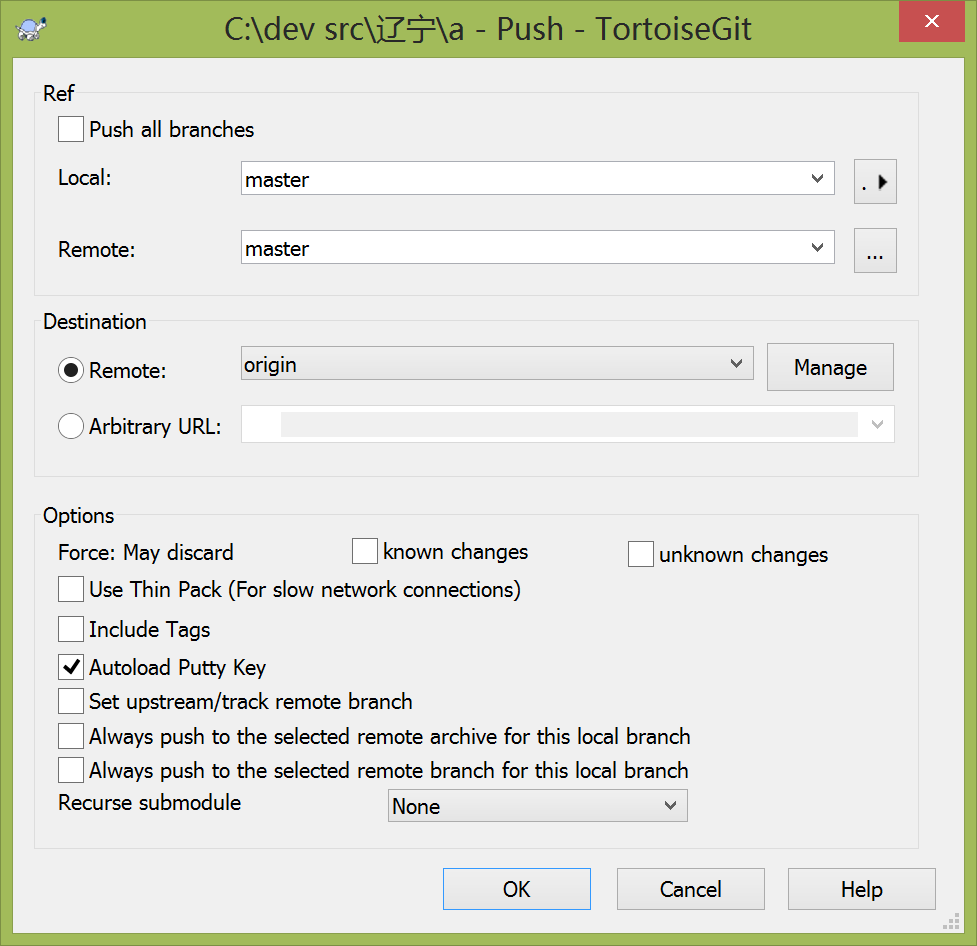 C:\dev src\辽宁\a - Push - TortoiseGit
Ref
Push all branches
Local: master . 
Remote: master ...
Destination
Remote: origin Manage
Arbitrary URL:
Options
Force: May discard known changes unknown changes
Use Thin Pack (For slow network connections)
Include Tags
Autoload Putty Key
Set upstream/track remote branch
Always push to the selected remote archive for this local branch
Always push to the selected remote branch for this local branch
Recurse submodule None
OK Cancel Help